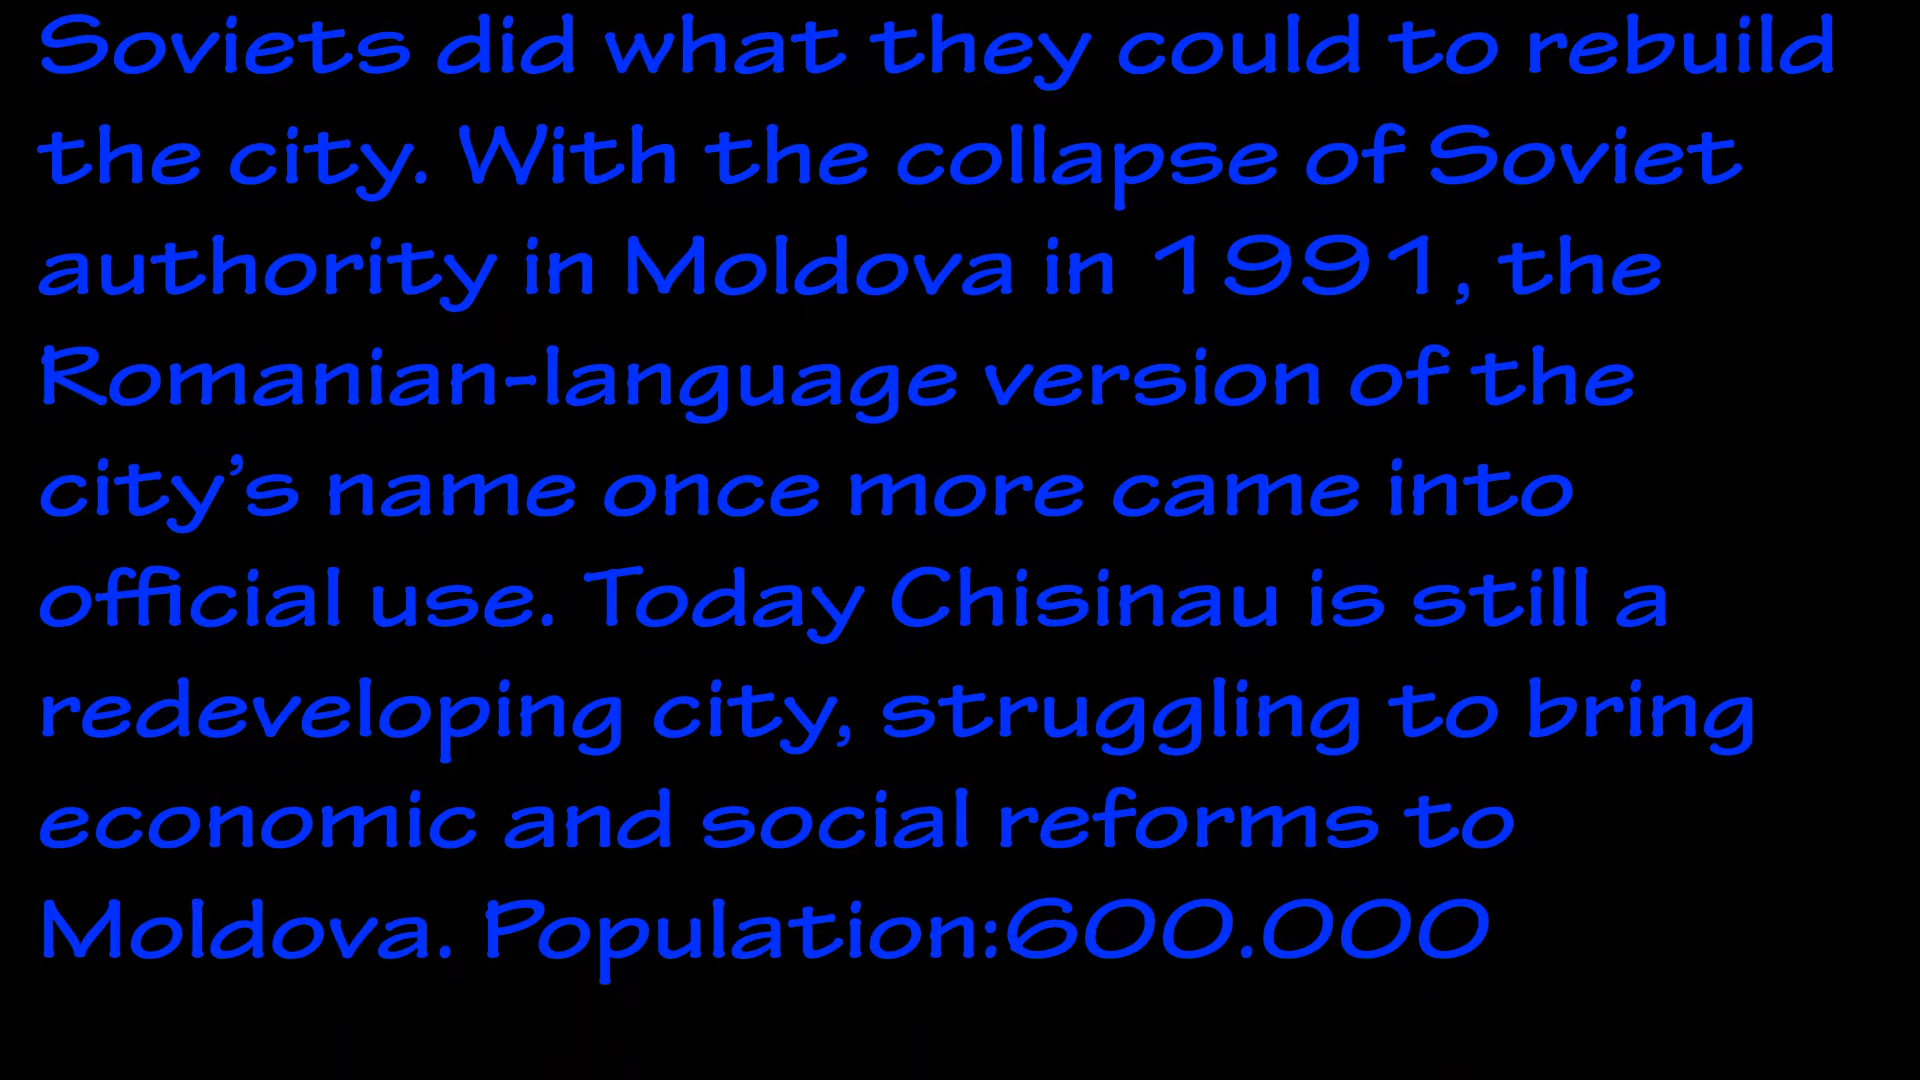 Soviets did what they could to rebuild
the city. With the collapse of Soviet
authority in Moldova in 1991, the
Romanian-language version of the
city’s name once more came into
official use. Today Chisinau is still a
redeveloping city, struggling to bring
economic and social reforms to
Moldova. Population:600.000